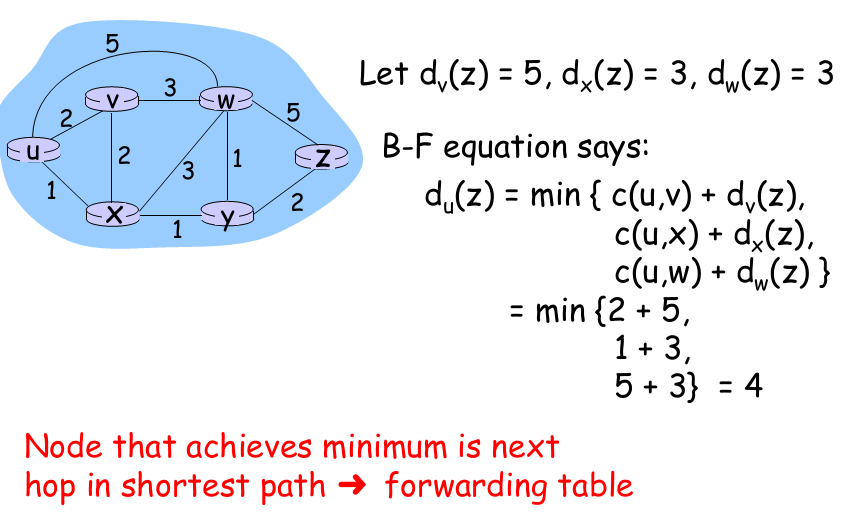 5
3
v
w
2
5
u
2
1
z
3
1
2
x
y
1
Let dv(z) = 5, dx(z) = 3, dw(z) = 3
B-F equation says:
du(z) = min { c(u,v) + dv(z),
c(u,x) + dx(z),
c(u,w) + dw(z) }
= min {2 + 5,
1 + 3,
5 + 3} = 4
Node that achieves minimum is next
hop in shortest path ➜ forwarding table